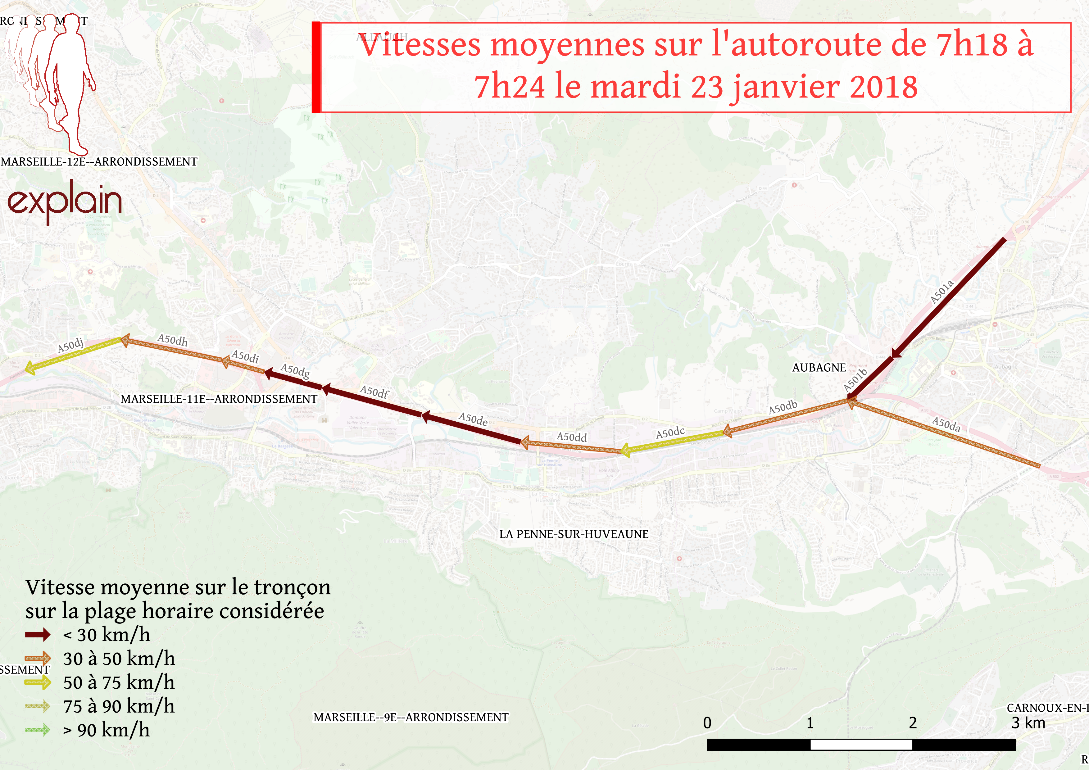 Vitesses moyennes sur l'autoroute de 7h18 à
7h24 le mardi 23 janvier 2018
MARSEILLE-12E--ARRONDISSEMENT
explain
A501a
A50dj
A50dh
A50di
A50dg
AUBAGNE
A501b
MARSEILLE-11E--ARRONDISSEMENT
A50df
A50de
A50dd
A50dc
A50db
A50da
LA PENNE-SUR-HUVEAUNE
Vitesse moyenne sur le tronçon
sur la plage horaire considérée
< 30 km/h
30 à 50 km/h
SSEMENT
50 à 75 km/h
75 à 90 km/h
> 90 km/h
MARSEILLE--9E--ARRONDISSEMENT
CARNOUX-EN-
0 1 2 3 km